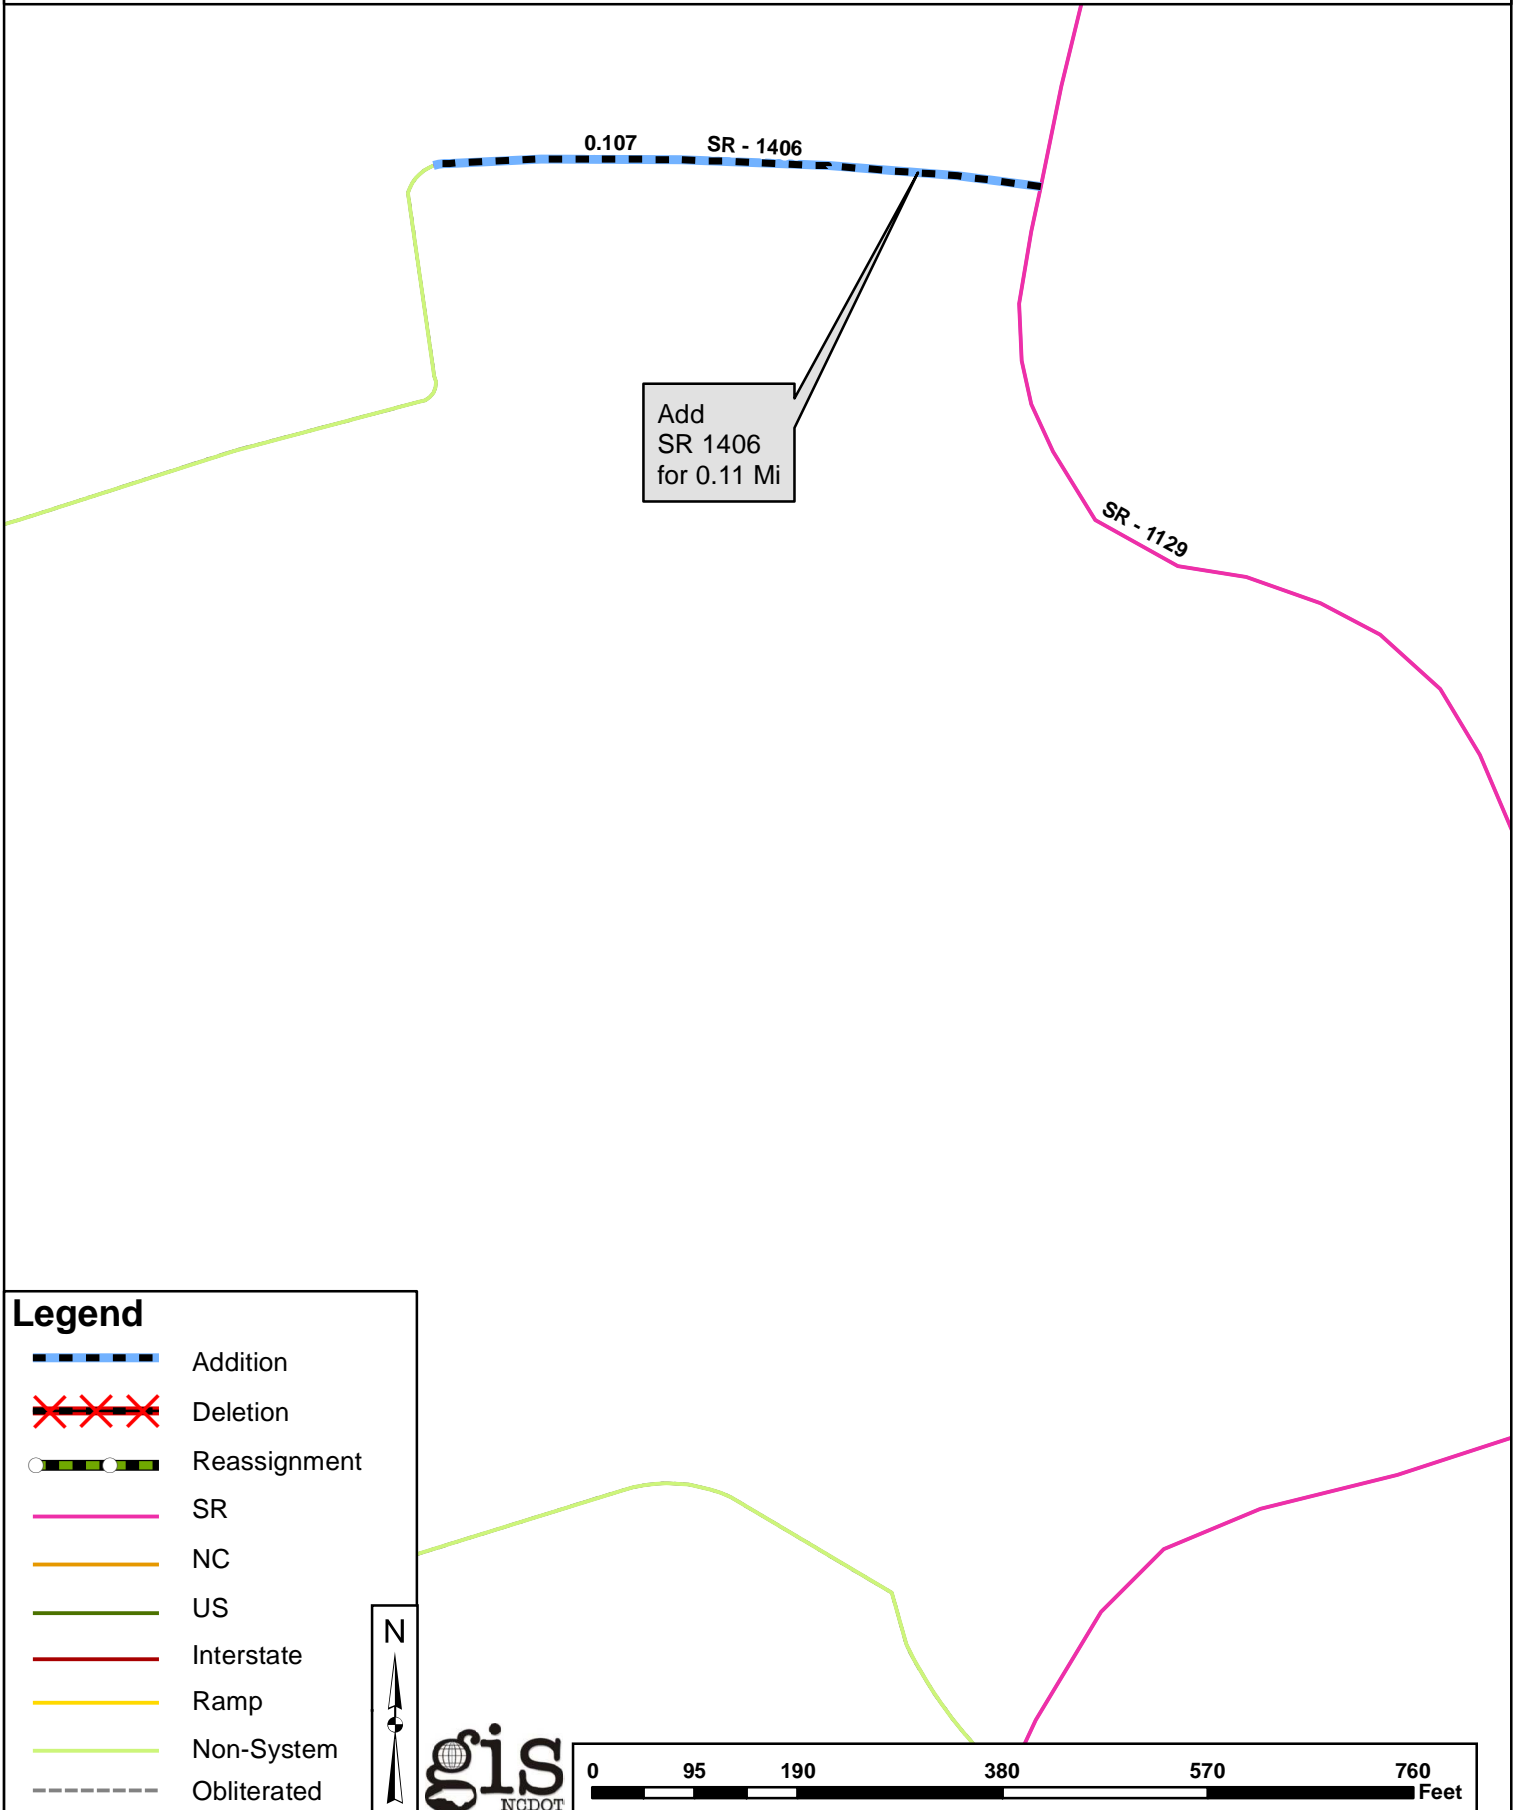 0.107 SR - 1406
Add
SR 1406
for 0.11 Mi
SR - 1129
Legend
Addition
Deletion
Reassignment
SR
NC
US
Interstate
Ramp
Non-System
Obliterated
N
gis
NCDOT
0 95 190 380 570 760
Feet